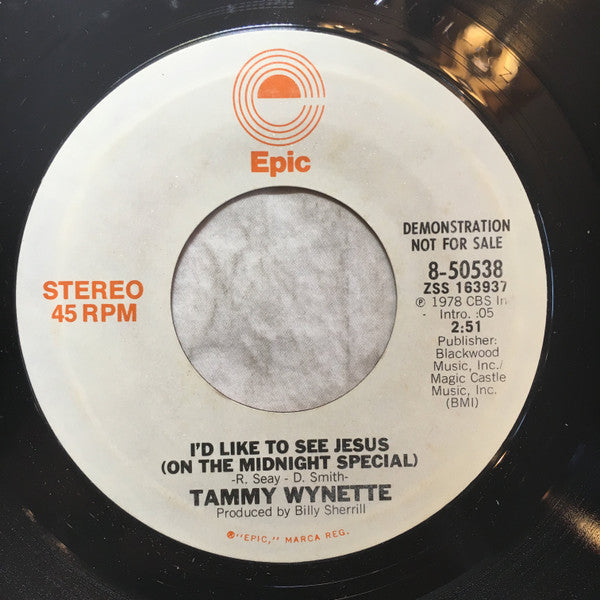 Epic
STEREO
45 RPM
DEMONSTRATION
NOT FOR SALE
8-50538
ZSS 163937
℗ 1978 CBS In
- Intro. :05
2:51
Publisher:
Blackwood
Music, Inc./
Magic Castle
Music, Inc.
(BMI)
I'D LIKE TO SEE JESUS
(ON THE MIDNIGHT SPECIAL)
-R. Seay - D. Smith-
TAMMY WYNETTE
Produced by Billy Sherrill
®"EPIC," MARCA REG.